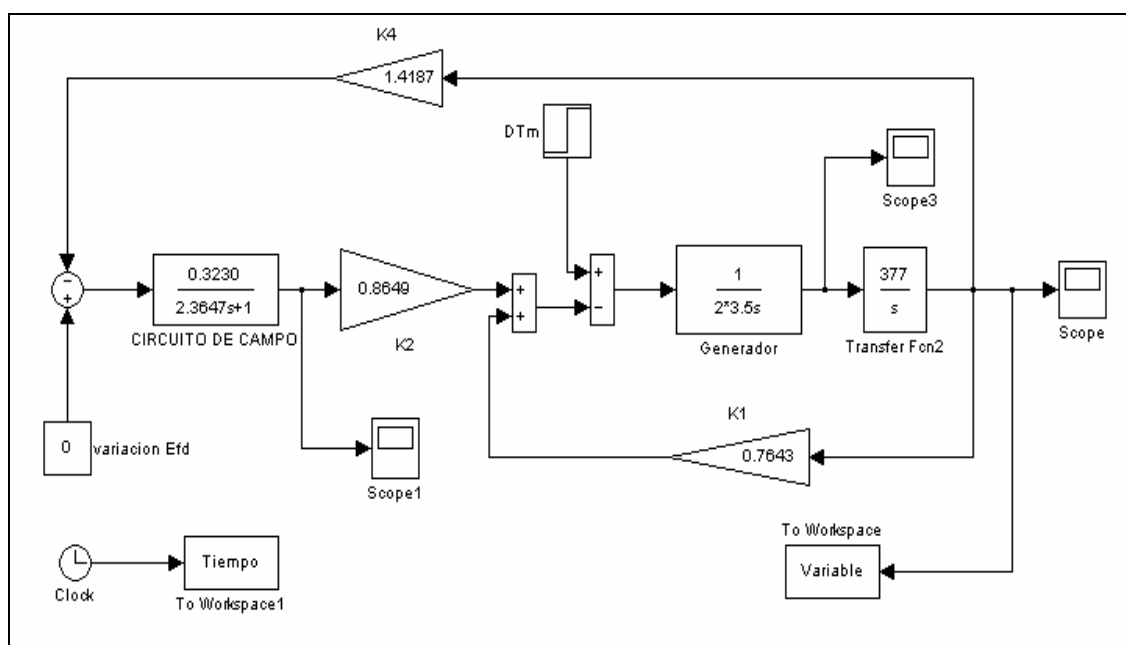 K4
1.4187
DTm
Scope3
-
+
0.3230
2.3647s+1
CIRCUITO DE CAMPO
0.8649
K2
+
+
+
-
1
2*3.5s
Generador
377
s
Transfer Fcn2
Scope
0
variacion Efd
Scope1
K1
0.7643
Clock
Tiempo
To Workspace1
To Workspace
Variable